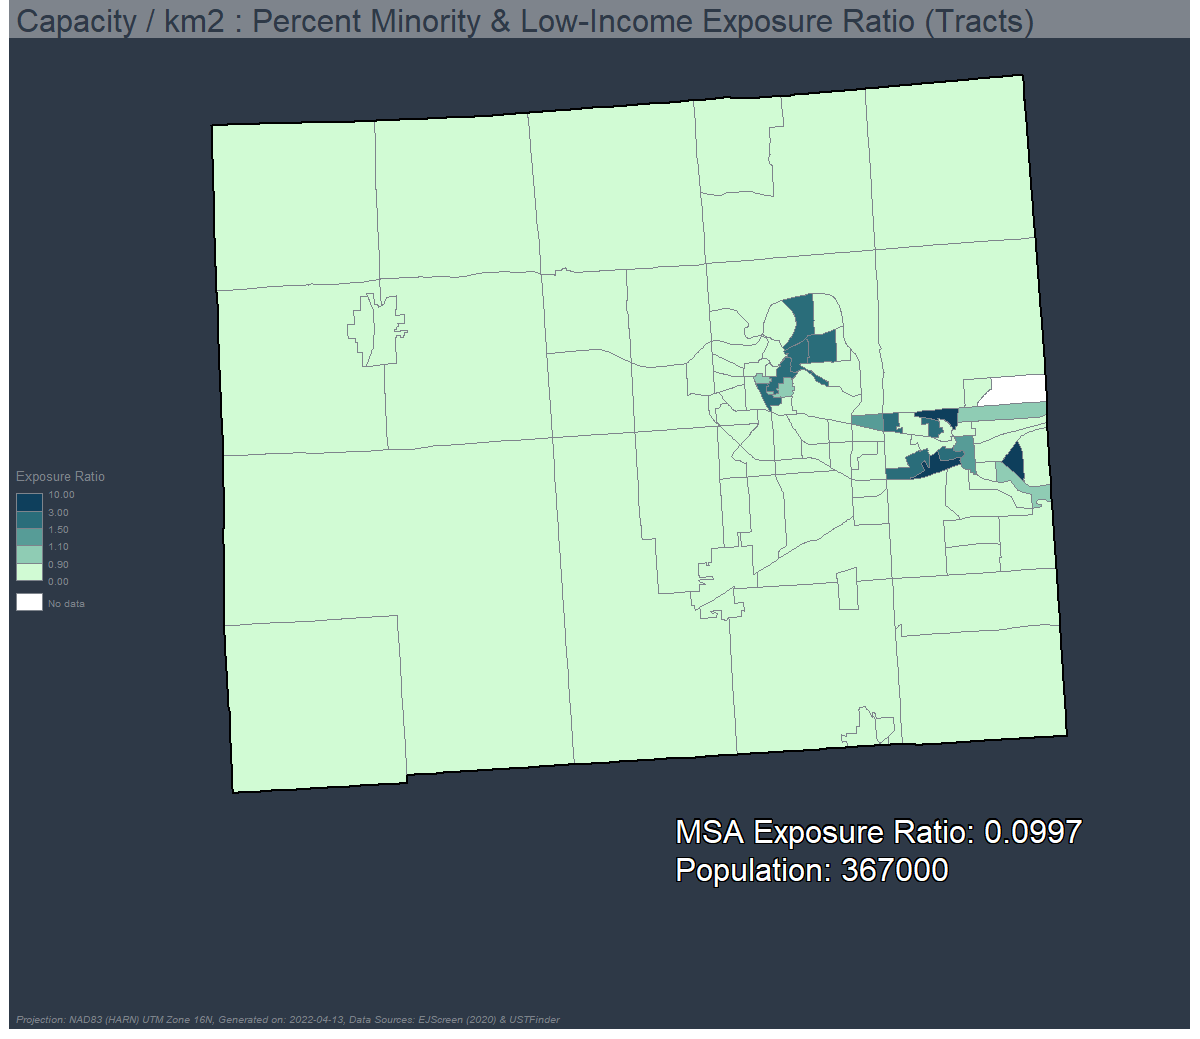 Capacity / km2 : Percent Minority & Low-Income Exposure Ratio (Tracts)
Exposure Ratio
10.00
3.00
1.50
1.10
0.90
0.00
No data
MSA Exposure Ratio: 0.0997
Population: 367000
Projection: NAD83 (HARN) UTM Zone 16N, Generated on: 2022-04-13, Data Sources: EJScreen (2020) & USTFinder